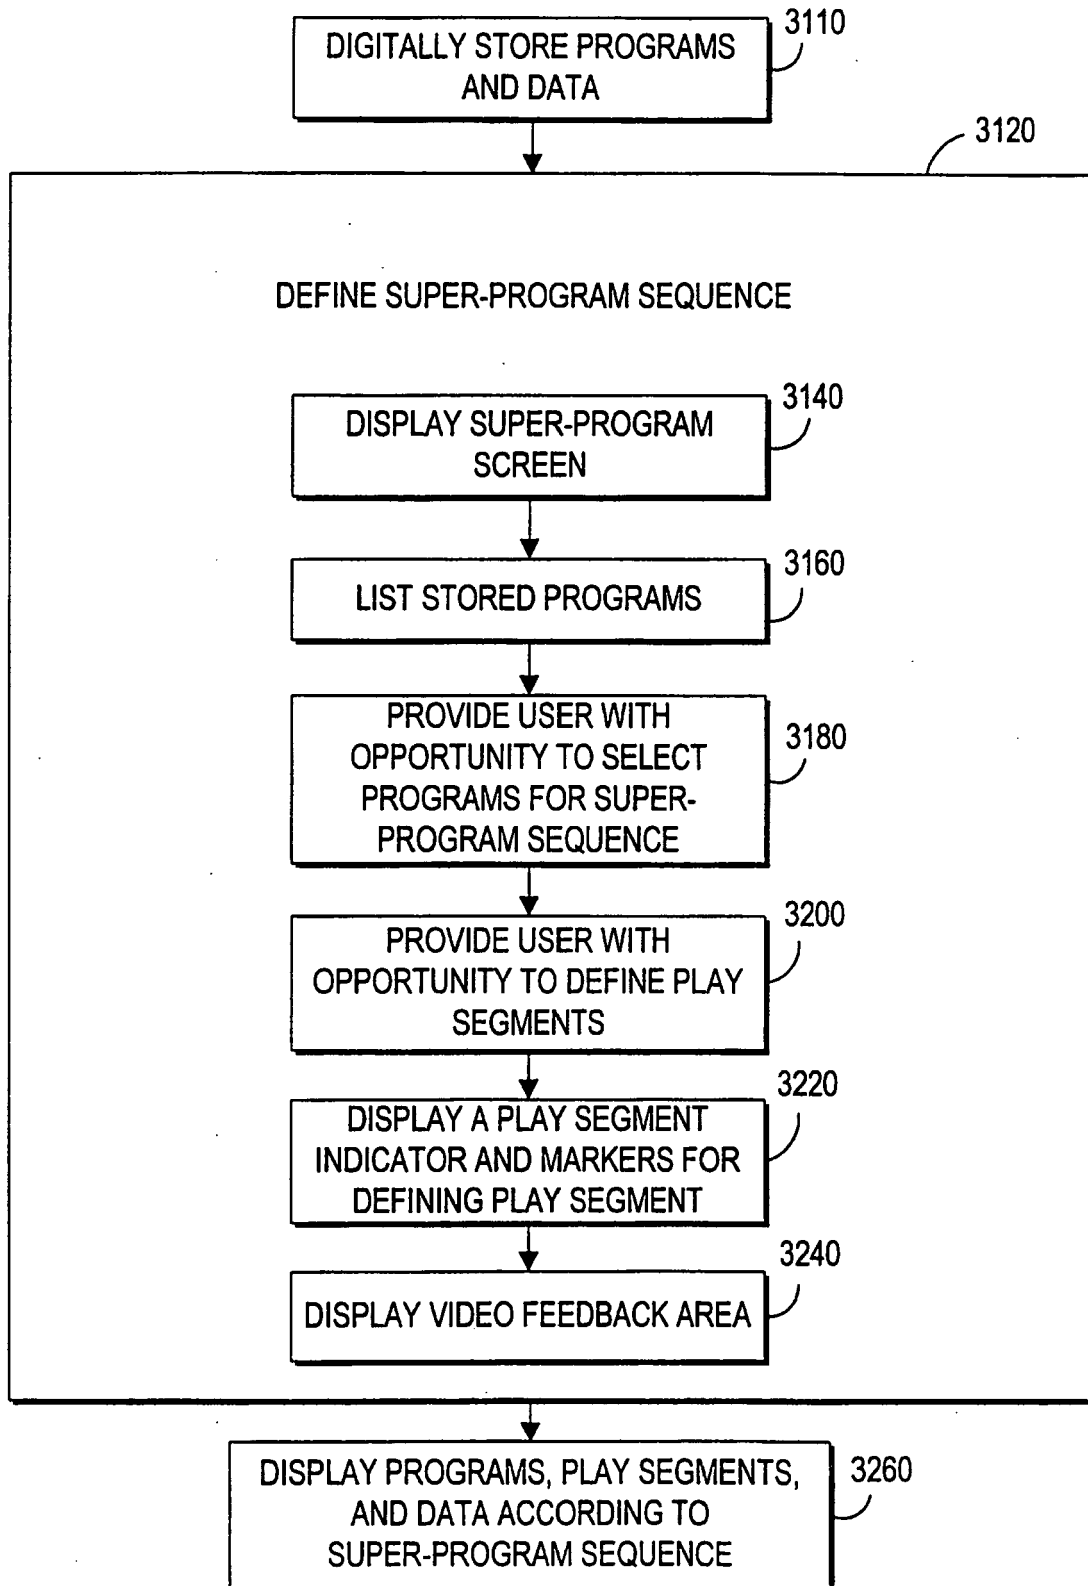 3110
DIGITALLY STORE PROGRAMS
AND DATA
3120
DEFINE SUPER-PROGRAM SEQUENCE
3140
DISPLAY SUPER-PROGRAM
SCREEN
3160
LIST STORED PROGRAMS
3180
PROVIDE USER WITH
OPPORTUNITY TO SELECT
PROGRAMS FOR SUPER-
PROGRAM SEQUENCE
3200
PROVIDE USER WITH
OPPORTUNITY TO DEFINE PLAY
SEGMENTS
3220
DISPLAY A PLAY SEGMENT
INDICATOR AND MARKERS FOR
DEFINING PLAY SEGMENT
3240
DISPLAY VIDEO FEEDBACK AREA
3260
DISPLAY PROGRAMS, PLAY SEGMENTS,
AND DATA ACCORDING TO
SUPER-PROGRAM SEQUENCE